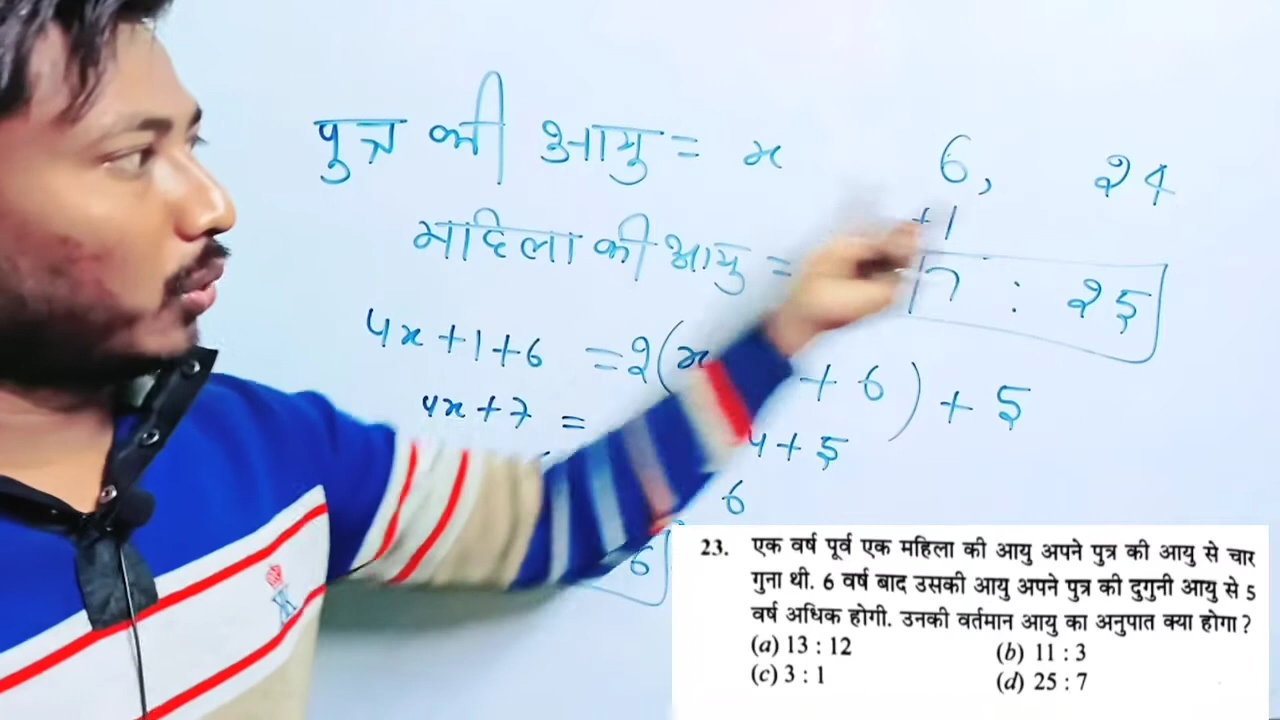 पुत्र की आयु = x
महिला की आयु =
6, 24
+1
7 : 25
4x+1+6 = 2(x + 6) + 5
4x+7 = 4+5
6
6
23. एक वर्ष पूर्व एक महिला की आयु अपने पुत्र की आयु से चार
गुना थी. 6 वर्ष बाद उसकी आयु अपने पुत्र की दुगुनी आयु से 5
वर्ष अधिक होगी. उनकी वर्तमान आयु का अनुपात क्या होगा?
(a) 13 : 12 (b) 11 : 3
(c) 3 : 1 (d) 25 : 7